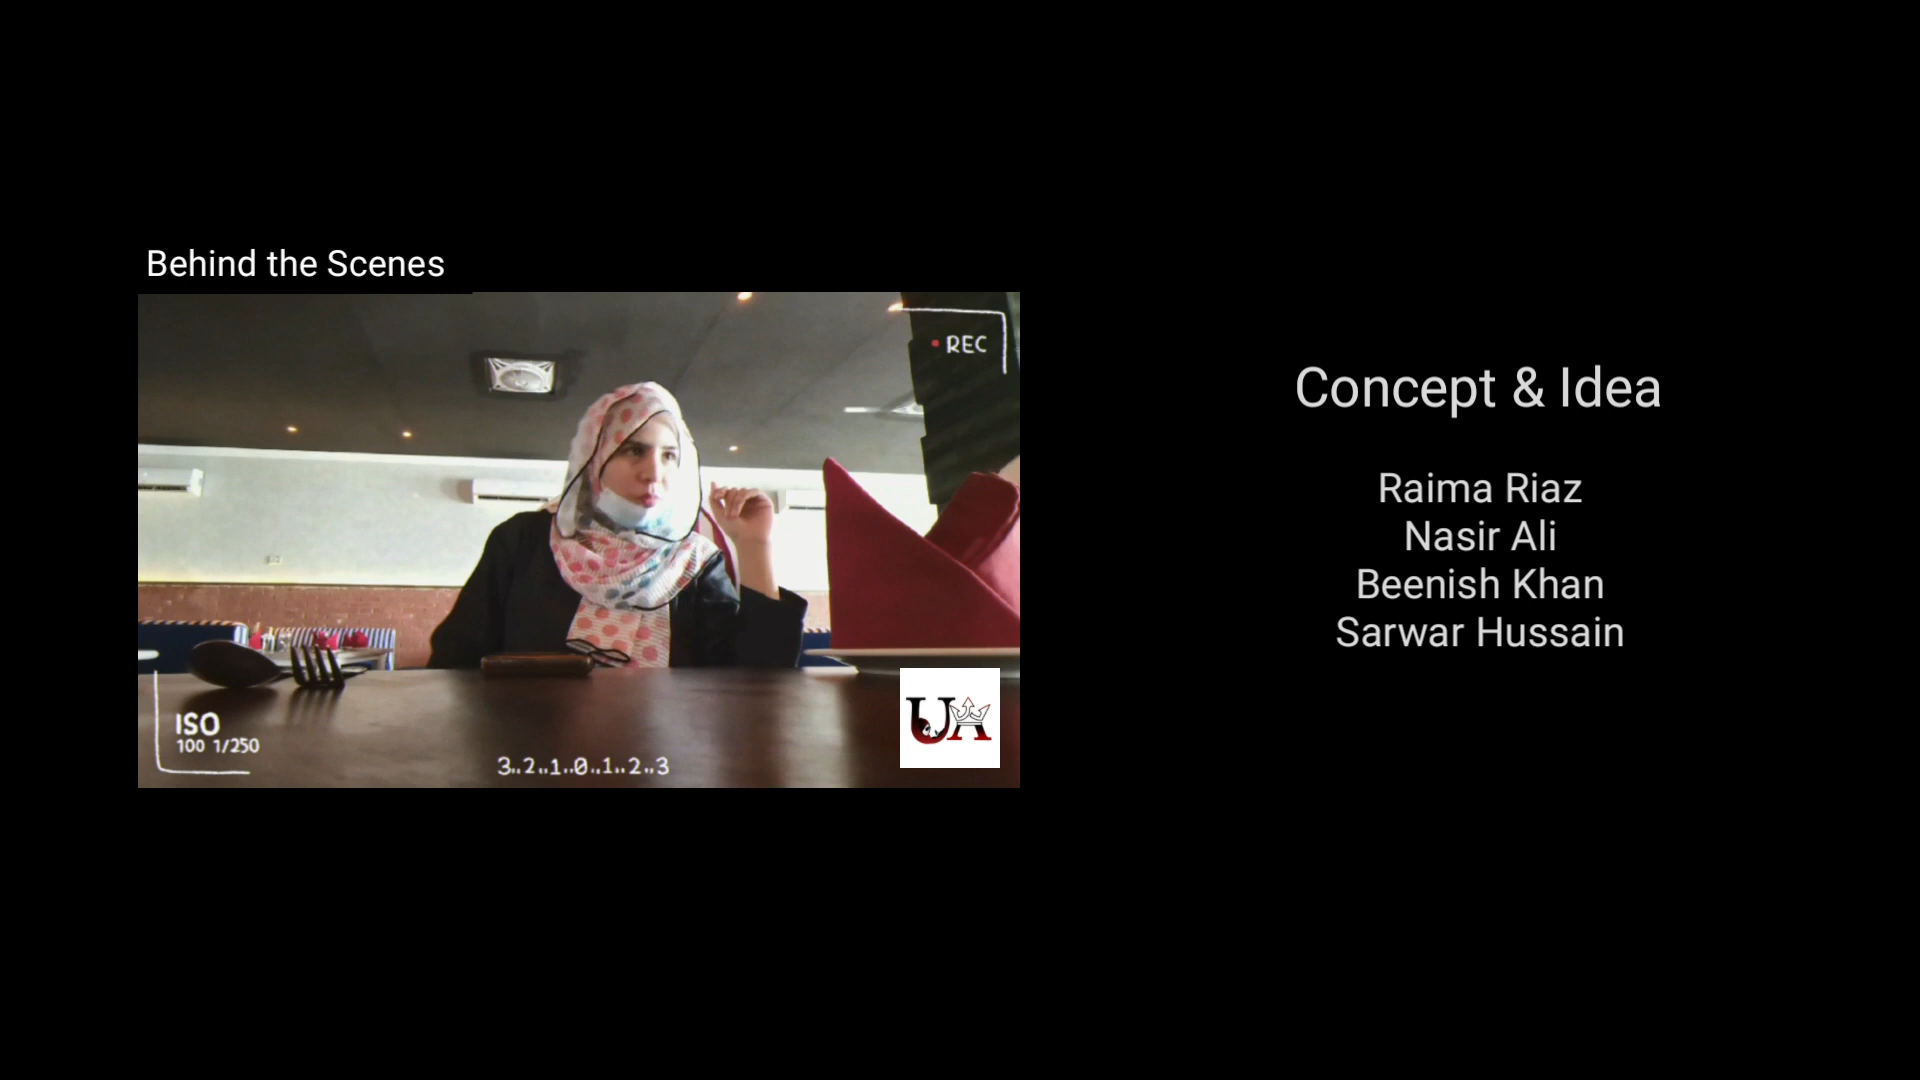 Behind the Scenes
REC
ISO
100 1/250
3..2..1..0..1..2..3
UA
Concept & Idea
Raima Riaz
Nasir Ali
Beenish Khan
Sarwar Hussain